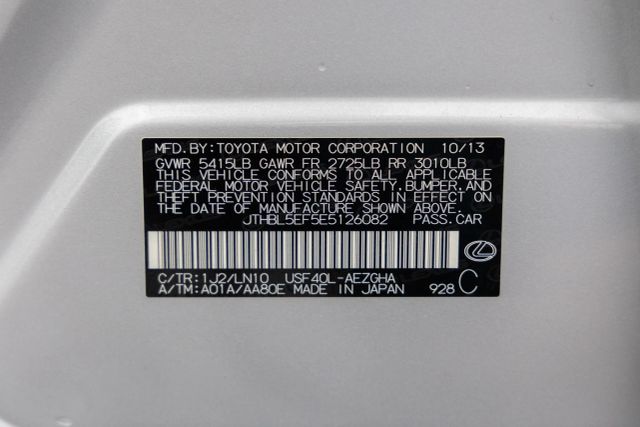 MFD.BY:TOYOTA MOTOR CORPORATION 10/13
GVWR 5415LB GAWR FR 2725LB RR 3010LB
THIS VEHICLE CONFORMS TO ALL APPLICABLE
FEDERAL MOTOR VEHICLE SAFETY,BUMPER,AND
THEFT PREVENTION STANDARDS IN EFFECT ON
THE DATE OF MANUFACTURE SHOWN ABOVE.
JTHBL5EF5E5126082 PASS.CAR
C/TR:1J2/LN10 USF40L-AEZGHA
A/TM:A01A/AA80E MADE IN JAPAN 928 C